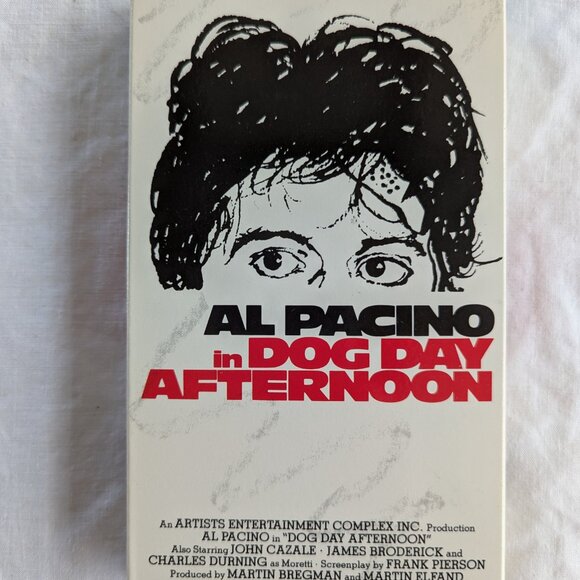 AL PACINO
in DOG DAY
AFTERNOON
An ARTISTS ENTERTAINMENT COMPLEX INC. Production
AL PACINO in "DOG DAY AFTERNOON"
Also Starring JOHN CAZALE · JAMES BRODERICK and
CHARLES DURNING as Moretti · Screenplay by FRANK PIERSON
Produced by MARTIN BREGMAN and MARTIN ELFAND